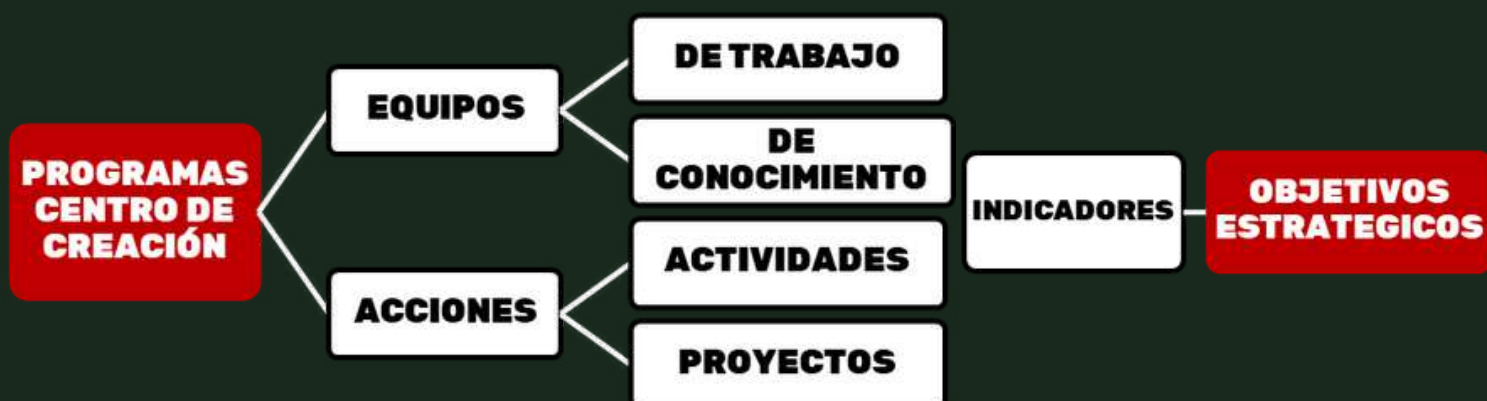 PROGRAMAS
CENTRO DE
CREACIÓN
EQUIPOS
ACCIONES
DE TRABAJO
DE
CONOCIMIENTO
ACTIVIDADES
PROYECTOS
INDICADORES
OBJETIVOS
ESTRATEGICOS